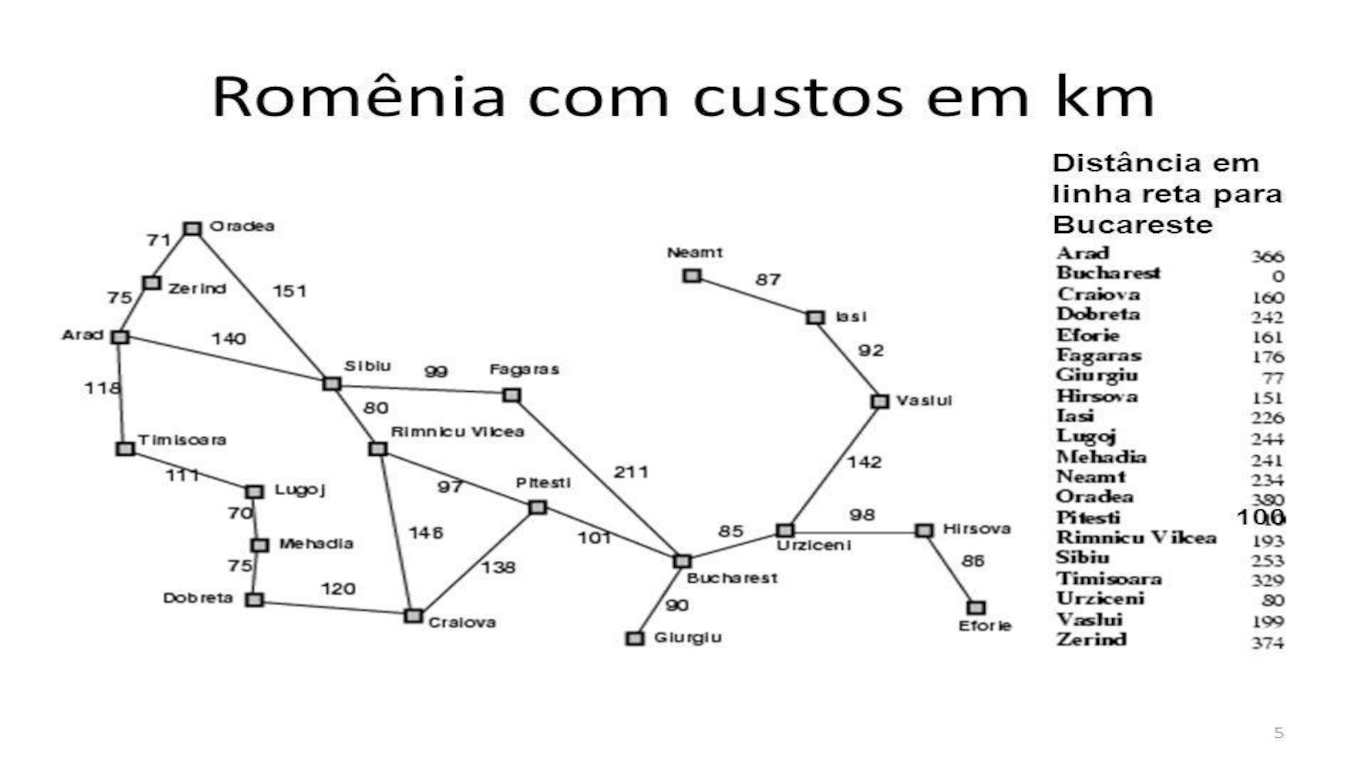 Romênia com custos em km
Distância em
linha reta para
Bucareste
Oradea
71
Neamt
Zerind
87
75
151
Iasi
Arad
140
92
Sibiu
99
Fagaras
118
80
Vaslui
Rimnicu Vilcea
Timisoara
142
111
211
Lugoj
97
Pitesti
70
98
146
85
Hirsova
101
Urziceni
Mehadia
75
138
86
Bucharest
120
Dobreta
90
Craiova
Eforie
Giurgiu
Arad 366
Bucharest 0
Craiova 160
Dobreta 242
Eforie 161
Fagaras 176
Giurgiu 77
Hirsova 151
Iasi 226
Lugoj 244
Mehadia 241
Neamt 234
Oradea 380
Pitesti 100
Rimnicu Vilcea 193
Sibiu 253
Timisoara 329
Urziceni 80
Vaslui 199
Zerind 374
5